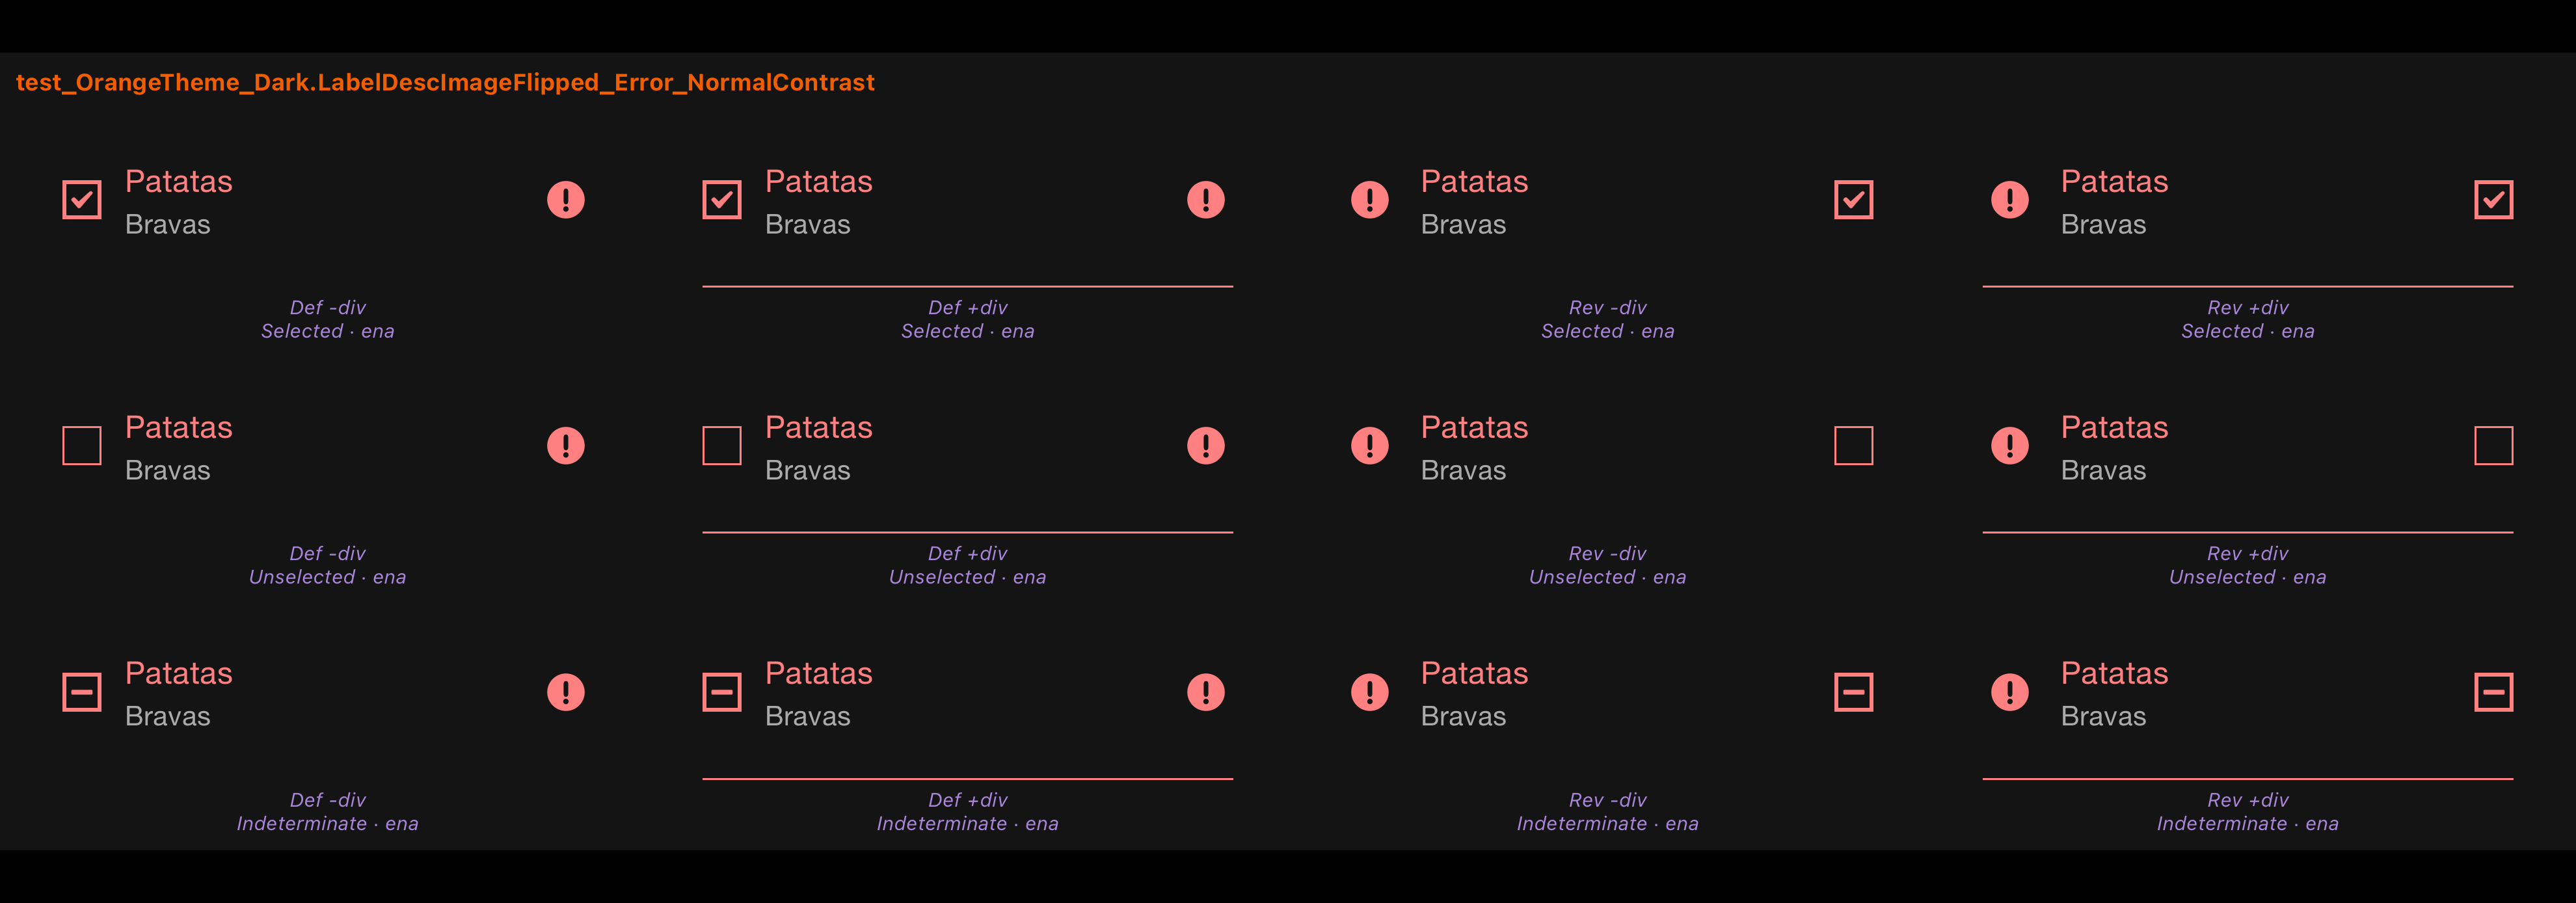 test_OrangeTheme_Dark.LabelDescImageFlipped_Error_NormalContrast
Patatas
Bravas
Def -div
Selected · ena
Patatas
Bravas
Def +div
Selected · ena
Patatas
Bravas
Rev -div
Selected · ena
Patatas
Bravas
Rev +div
Selected · ena
Patatas
Bravas
Def -div
Unselected · ena
Patatas
Bravas
Def +div
Unselected · ena
Patatas
Bravas
Rev -div
Unselected · ena
Patatas
Bravas
Rev +div
Unselected · ena
Patatas
Bravas
Def -div
Indeterminate · ena
Patatas
Bravas
Def +div
Indeterminate · ena
Patatas
Bravas
Rev -div
Indeterminate · ena
Patatas
Bravas
Rev +div
Indeterminate · ena